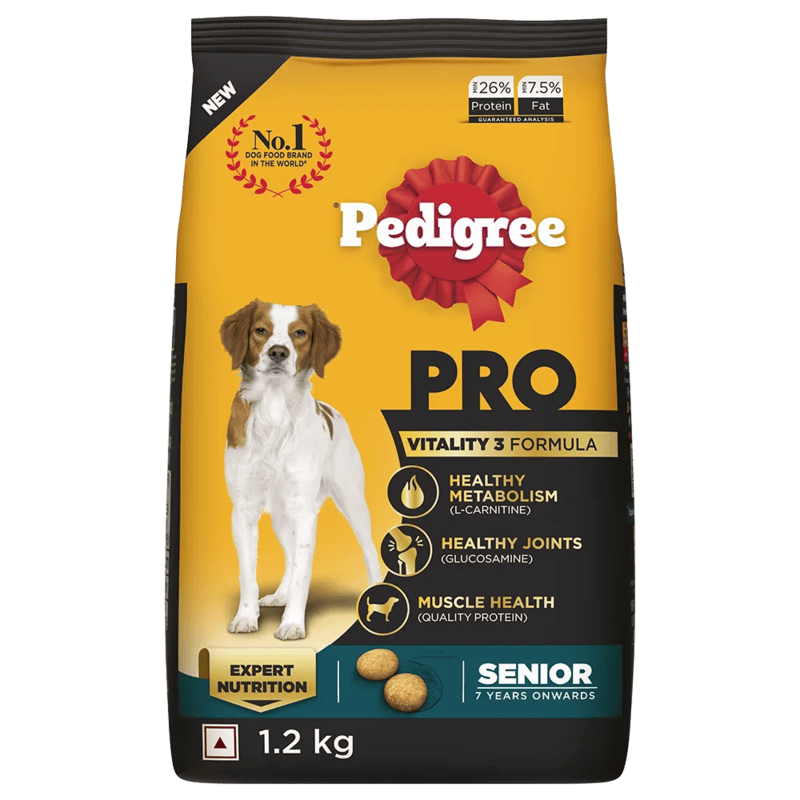 NEW
No.1
DOG FOOD BRAND
IN THE WORLD*
MIN 26% MIN 7.5%
Protein Fat
GUARANTEED ANALYSIS
Pedigree®
PRO
VITALITY 3 FORMULA
HEALTHY
METABOLISM
(L-CARNITINE)
HEALTHY JOINTS
(GLUCOSAMINE)
MUSCLE HEALTH
(QUALITY PROTEIN)
EXPERT
NUTRITION
SENIOR
7 YEARS ONWARDS
1.2 kg